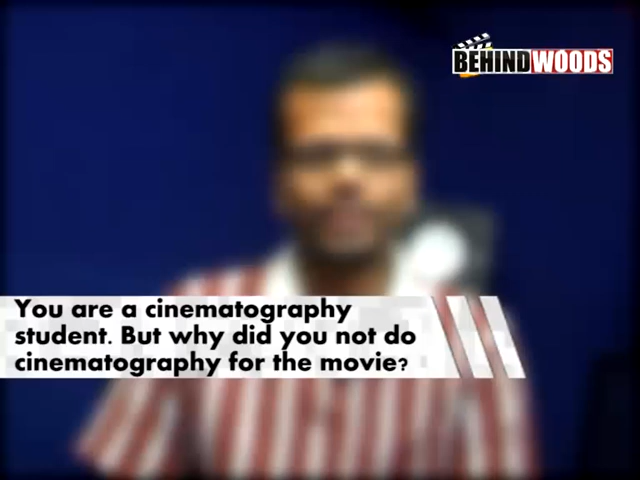 BEHINDWOODS
You are a cinematography
student. But why did you not do
cinematography for the movie?